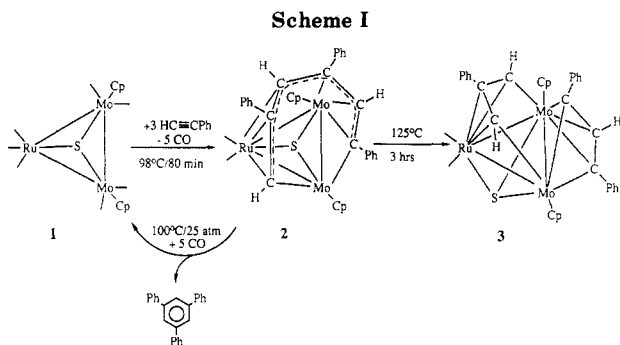 Scheme I
H
C
C
Ph
Cp
Ph
Mo
C
H
Cp
C
Ph
Mo
Ru
S
C
Ph
H
C
Mo
Cp
+3 HC≡CPh
- 5 CO
98°C/80 min
Ru
S
Mo
Cp
125°C
3 hrs
H
Ph
C
C
Cp
Ph
Mo
C
H
C
C
Ph
C
H
Ru
S
Mo
Cp
1
2
3
100°C/25 atm
+ 5 CO
Ph
Ph
Ph